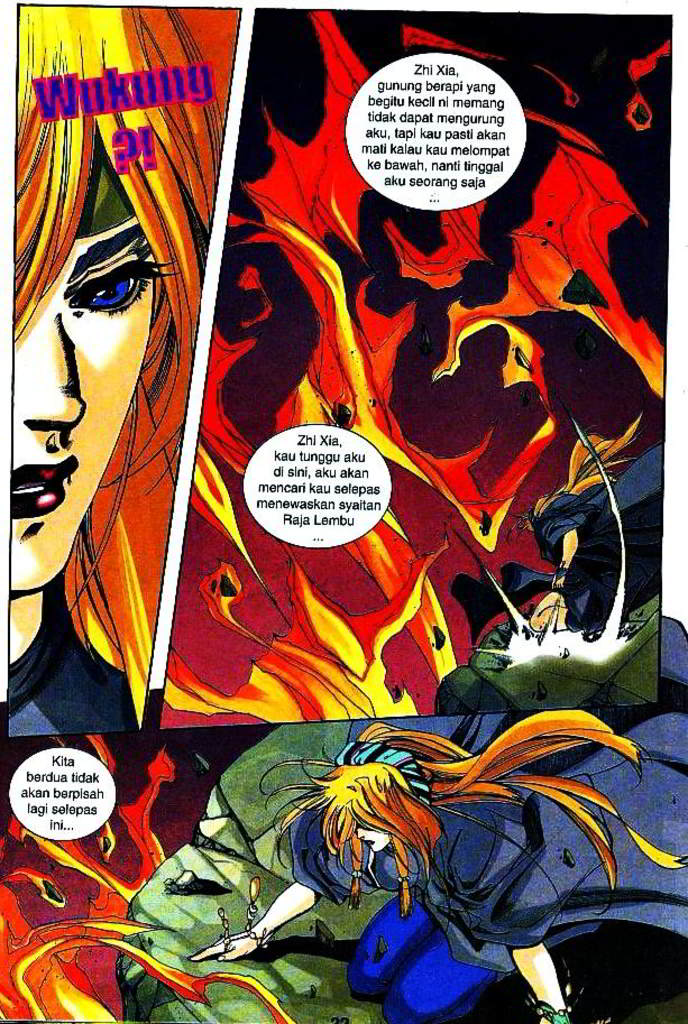 Wukung
?!
Zhi Xia,
gunung berapi yang
begitu kecil ni memang
tidak dapat mengurung
aku, tapi kau pasti akan
mati kalau kau melompat
ke bawah, nanti tinggal
aku seorang saja
...
Zhi Xia,
kau tunggu aku
di sini, aku akan
mencari kau selepas
menewaskan syaitan
Raja Lembu
...
Kita
berdua tidak
akan berpisah
lagi selepas
ini...